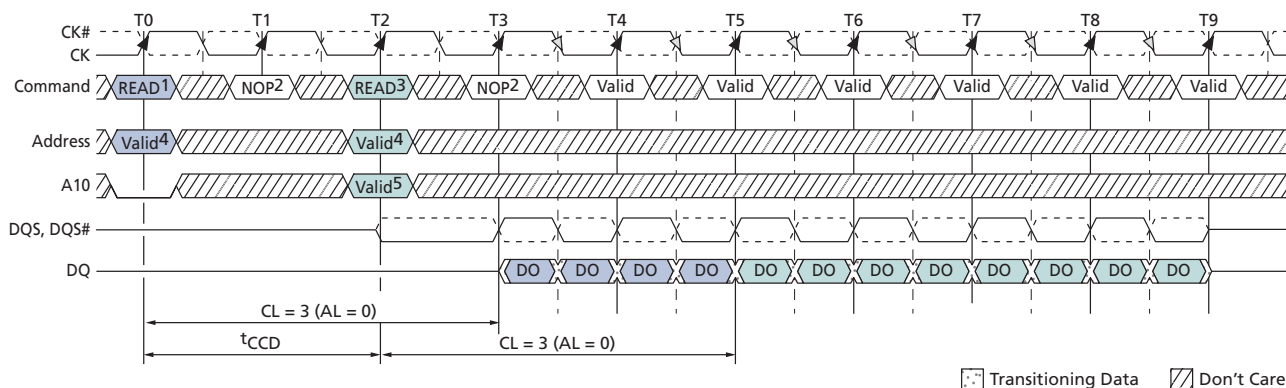 T0 T1 T2 T3 T4 T5 T6 T7 T8 T9
CK#
CK
Command READ1 NOP2 READ3 NOP2 Valid Valid Valid Valid Valid Valid
Address Valid4 Valid4
A10 Valid5
DQS, DQS#
DQ DO DO DO DO DO DO DO DO DO DO DO DO
CL = 3 (AL = 0)
tCCD CL = 3 (AL = 0)
Transitioning Data Don't Care